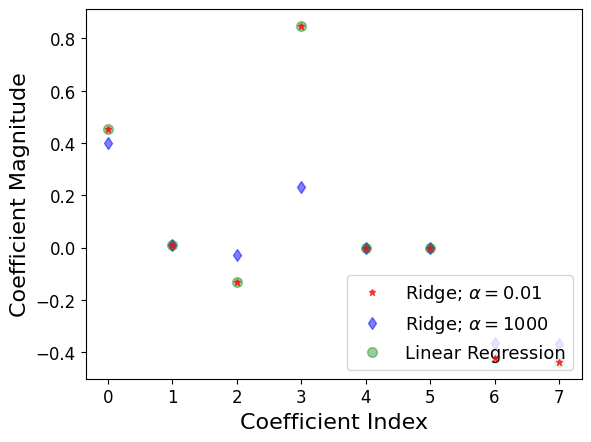 Coefficient Magnitude
0.8
0.6
0.4
0.2
0.0
−0.2
−0.4
Ridge; α = 0.01
Ridge; α = 1000
Linear Regression
0 1 2 3 4 5 6 7
Coefficient Index